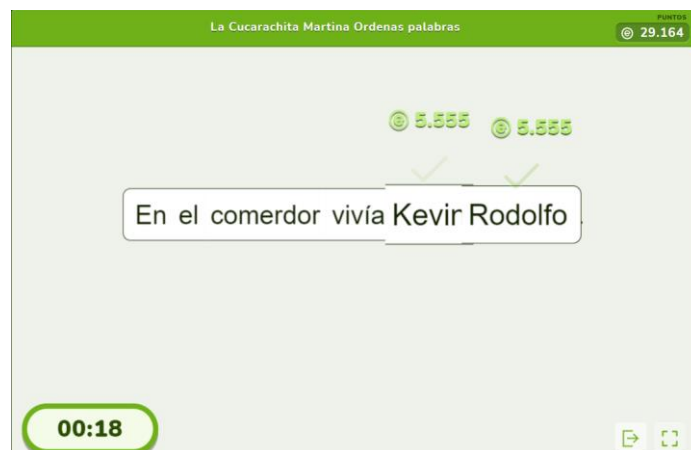 La Cucarachita Martina Ordenas palabras
PUNTOS
29.164
5.555
5.555
En el comerdor vivía Kevin Rodolfo .
00:18